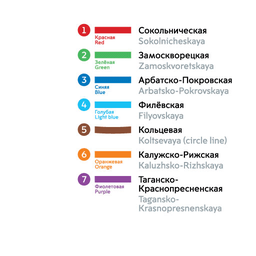 1 Сокольническая
Красная
Red
Sokolnicheskaya
2 Замоскворецкая
Зелёная
Green
Zamoskvoretskaya
3 Арбатско-Покровская
Синяя
Blue
Arbatsko-Pokrovskaya
4 Филёвская
Голубая
Light blue
Filyovskaya
5 Кольцевая
Koltsevaya (circle line)
6 Калужско-Рижская
Оранжевая
Orange
Kaluzhsko-Rizhskaya
7 Таганско-
Краснопресненская
Фиолетовая
Purple
Tagansko-
Krasnopresnenskaya